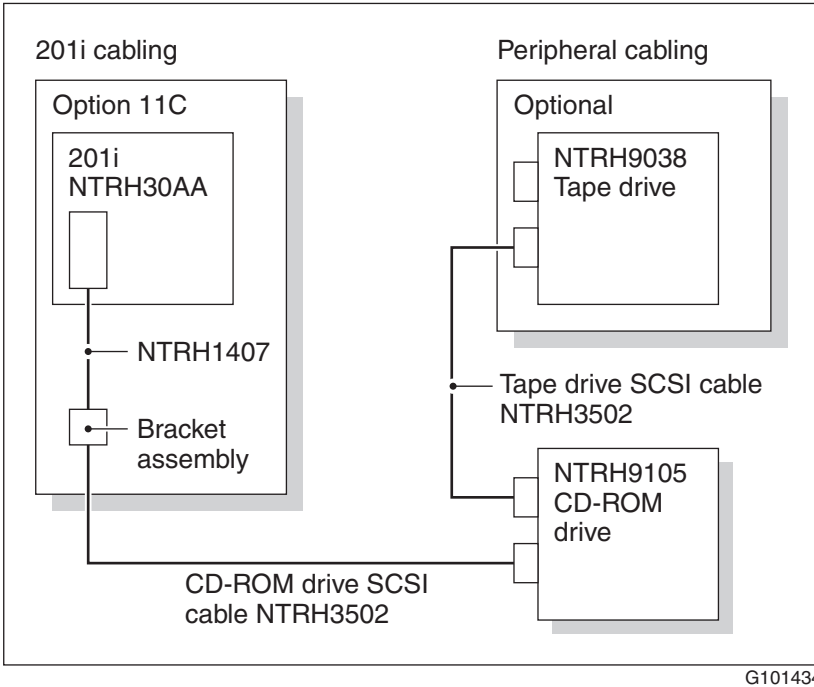 201i cabling
Option 11C
201i
NTRH30AA
NTRH1407
Bracket
assembly
CD-ROM drive SCSI
cable NTRH3502
Peripheral cabling
Optional
NTRH9038
Tape drive
Tape drive SCSI cable
NTRH3502
NTRH9105
CD-ROM
drive
G101434